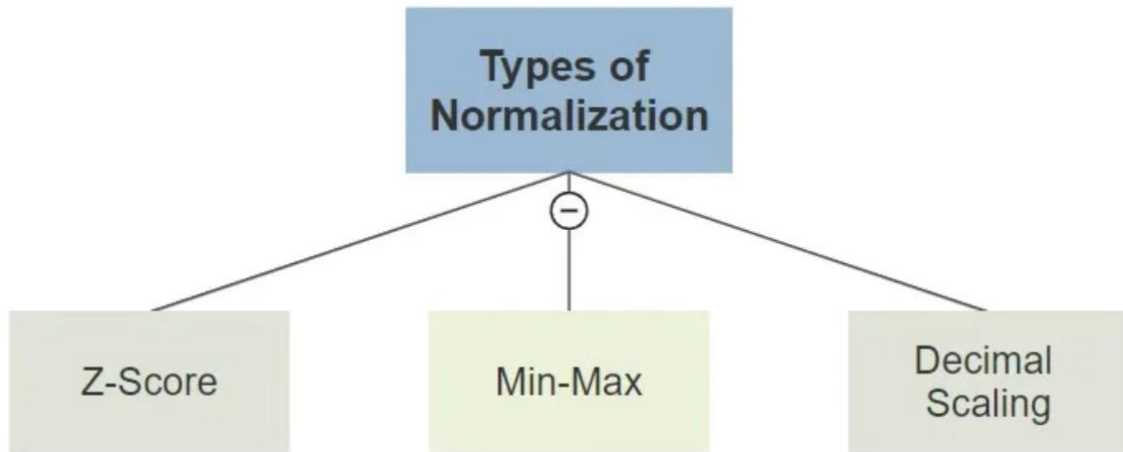 Types of
Normalization
Z-Score
Min-Max
Decimal
Scaling